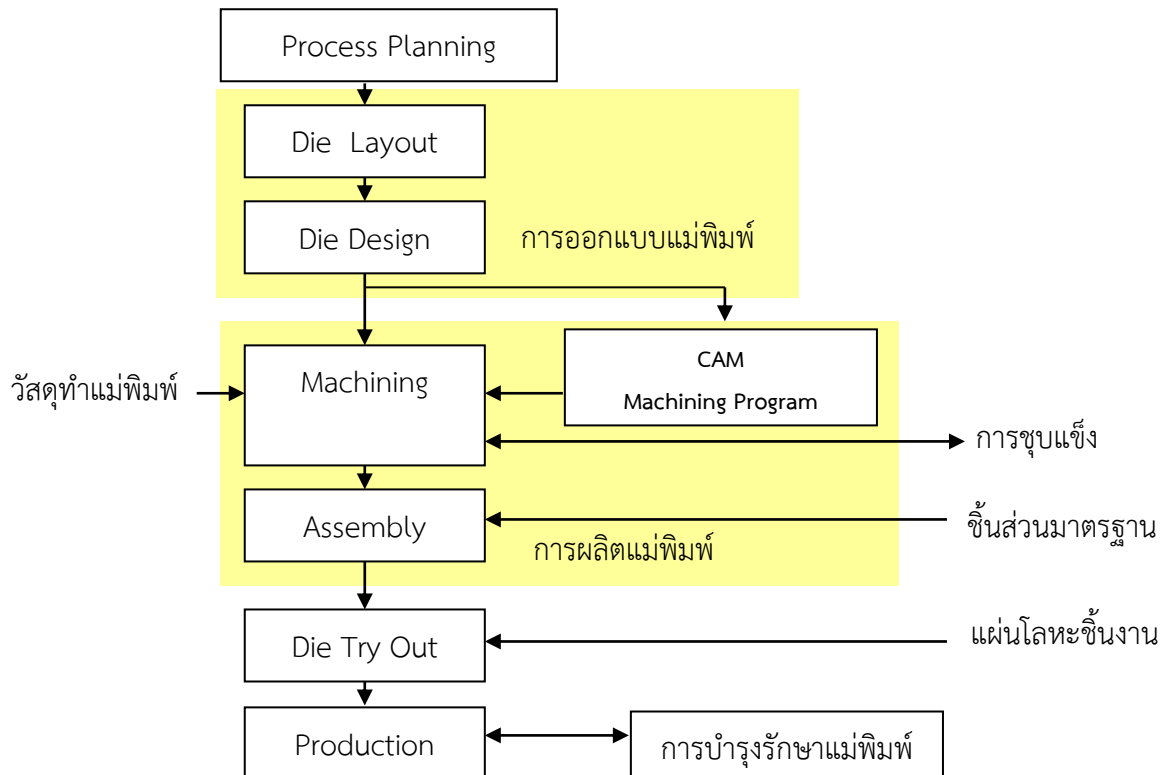 Process Planning
Die Layout
Die Design
การออกแบบแม่พิมพ์
CAM
Machining Program
Machining
วัสดุทำแม่พิมพ์
การชุบแข็ง
Assembly
ชิ้นส่วนมาตรฐาน
การผลิตแม่พิมพ์
Die Try Out
แผ่นโลหะชิ้นงาน
Production
การบำรุงรักษาแม่พิมพ์